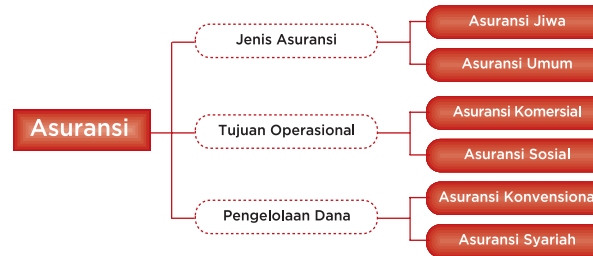 Asuransi
Jenis Asuransi
Asuransi Jiwa
Asuransi Umum
Tujuan Operasional
Asuransi Komersial
Asuransi Sosial
Pengelolaan Dana
Asuransi Konvensiona
Asuransi Syariah